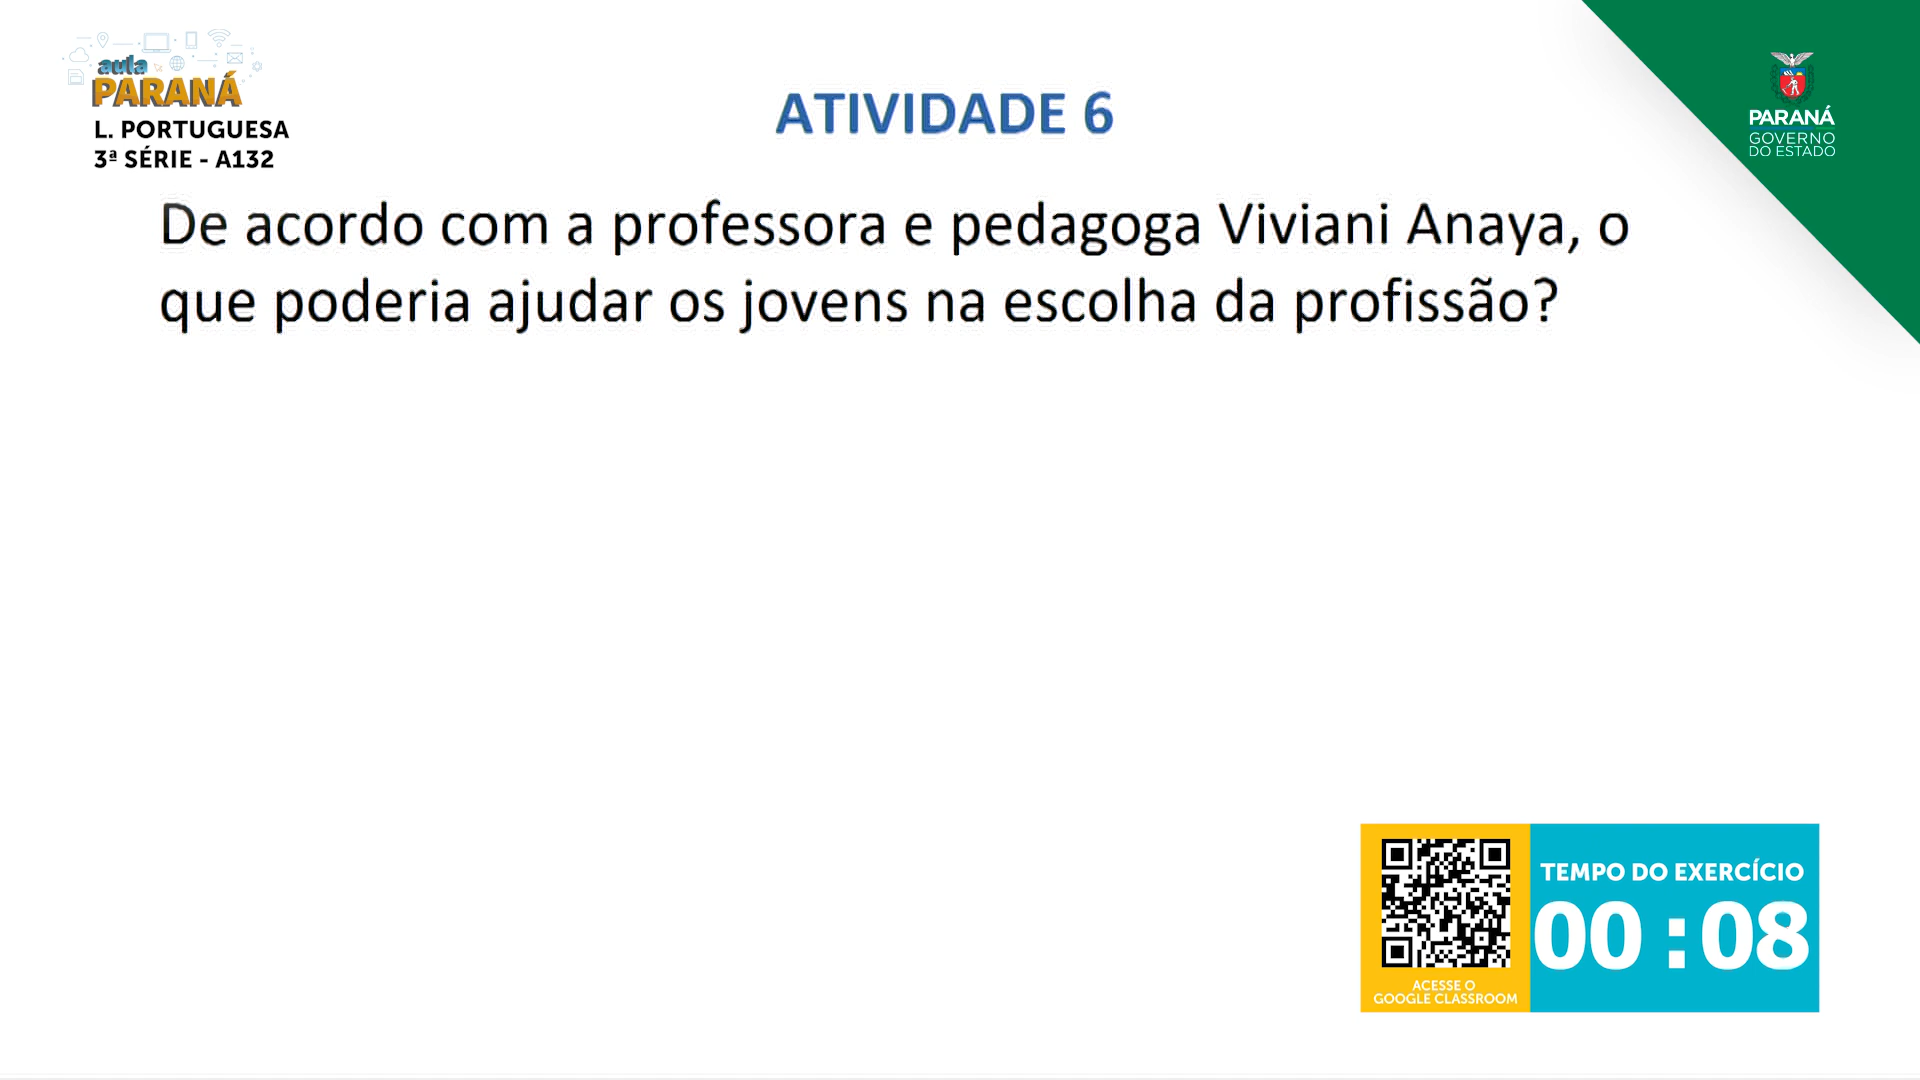 aula
PARANÁ
L. PORTUGUESA
3ª SÉRIE - A132
ATIVIDADE 6
PARANÁ
GOVERNO
DO ESTADO
De acordo com a professora e pedagoga Viviani Anaya, o
que poderia ajudar os jovens na escolha da profissão?
TEMPO DO EXERCÍCIO
00 : 08
ACESSE O
GOOGLE CLASSROOM